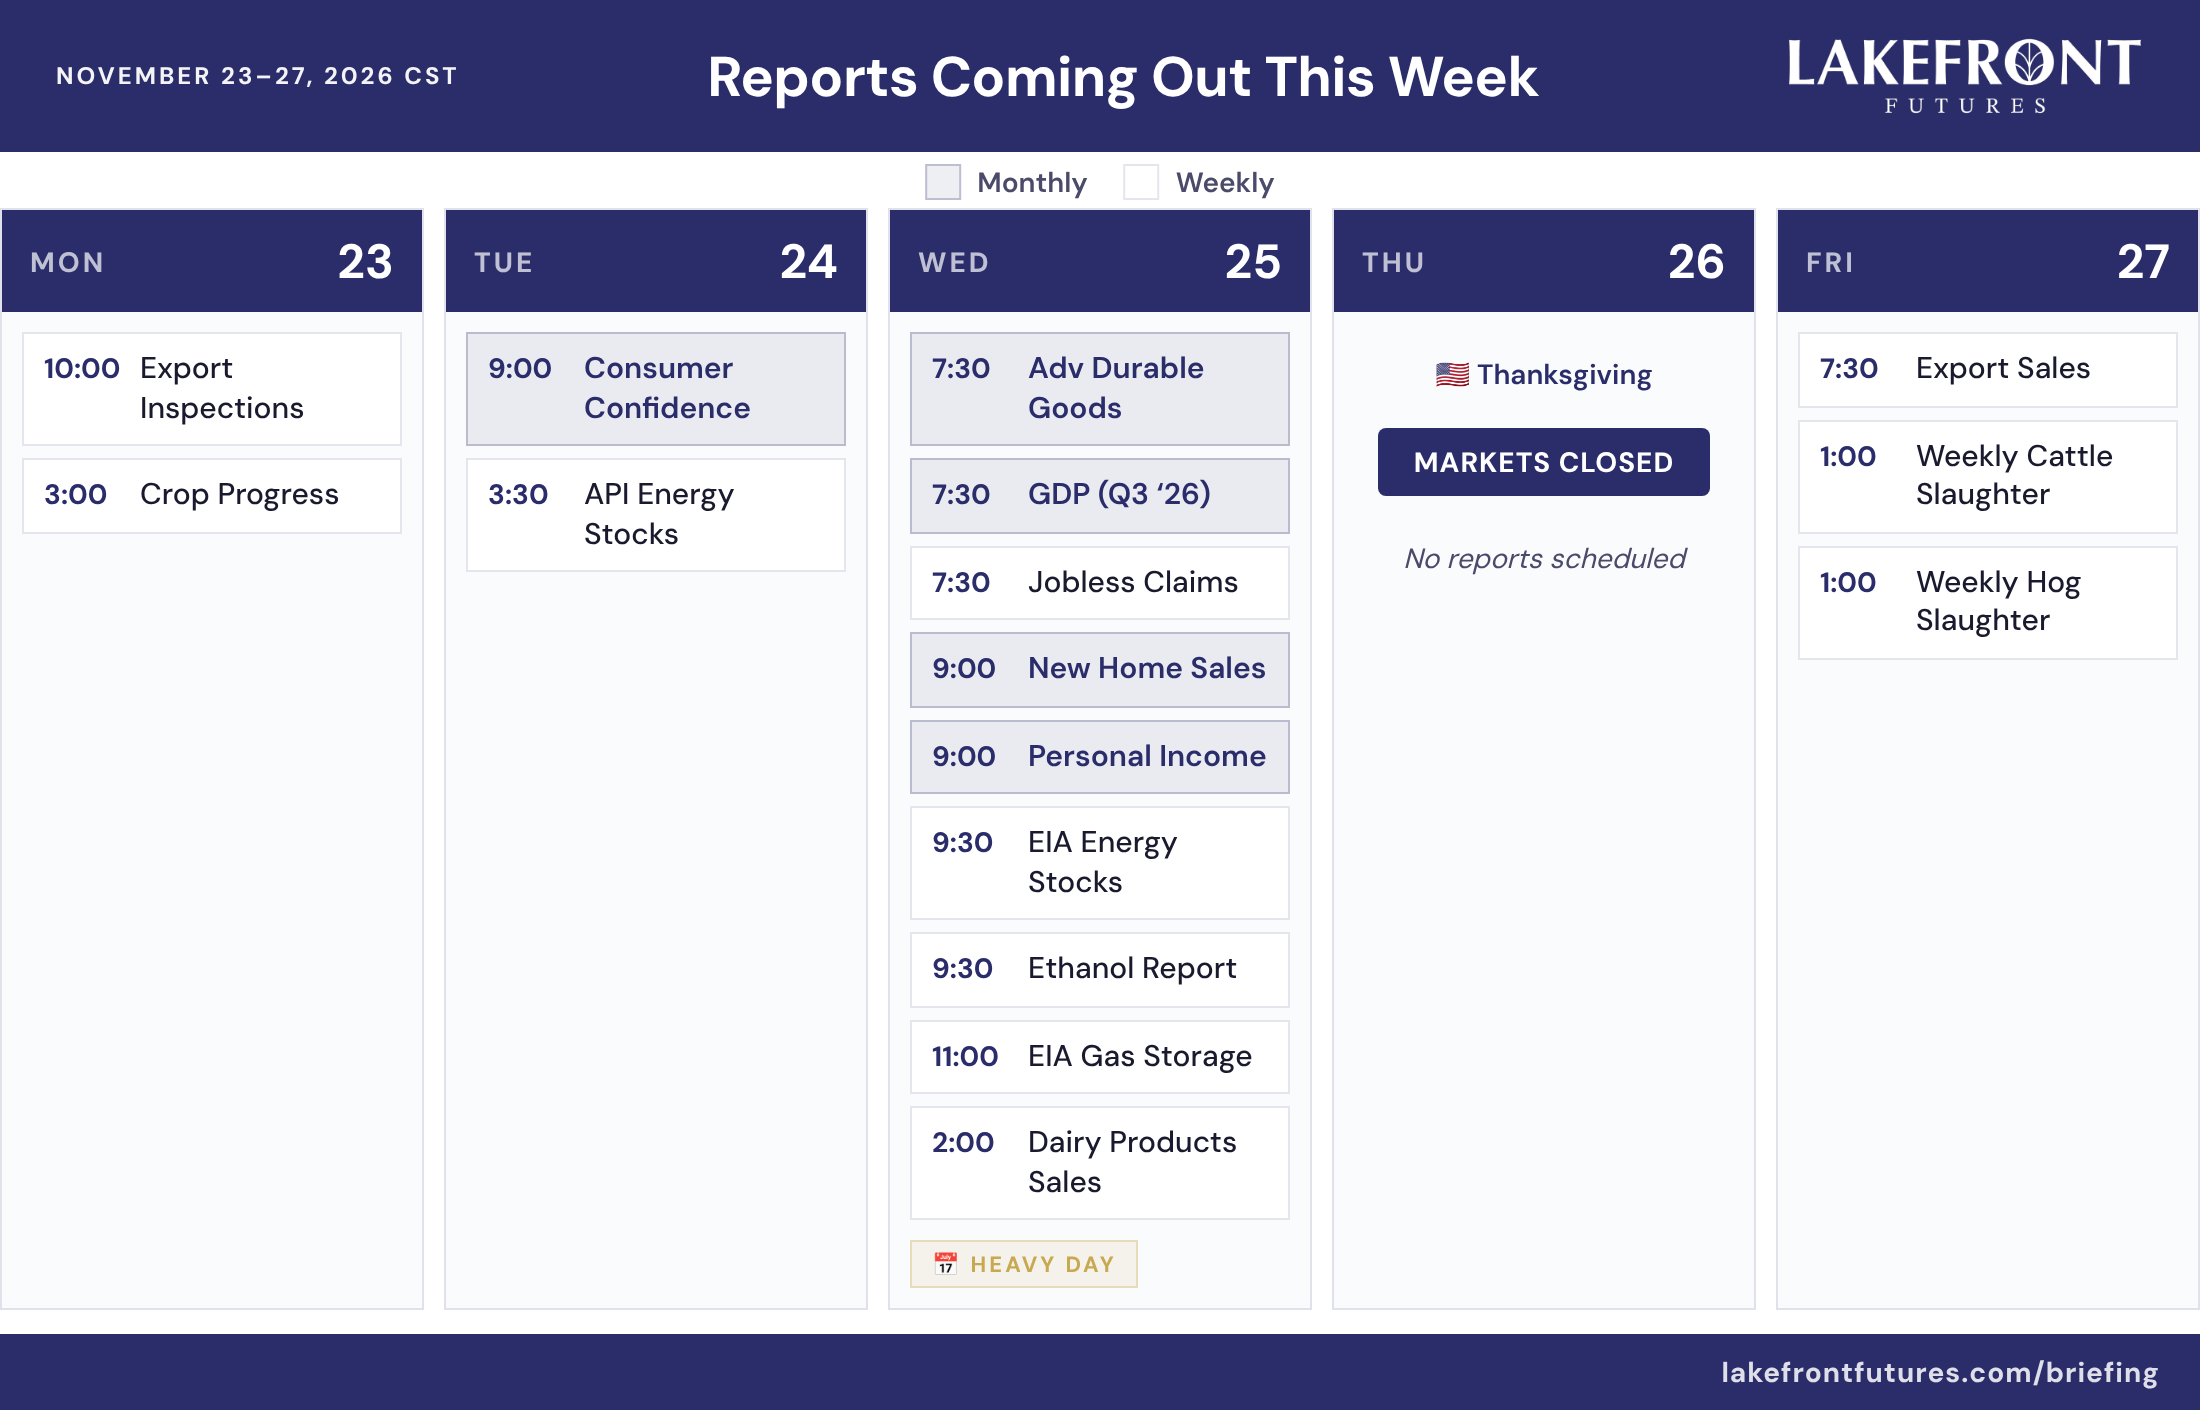 NOVEMBER 23–27, 2026 CST
Reports Coming Out This Week
LAKEFRONT
FUTURES
Monthly
Weekly
MON 23
10:00 Export
Inspections
3:00 Crop Progress
TUE 24
9:00 Consumer
Confidence
3:30 API Energy
Stocks
WED 25
7:30 Adv Durable
Goods
7:30 GDP (Q3 ‘26)
7:30 Jobless Claims
9:00 New Home Sales
9:00 Personal Income
9:30 EIA Energy
Stocks
9:30 Ethanol Report
11:00 EIA Gas Storage
2:00 Dairy Products
Sales
HEAVY DAY
THU 26
Thanksgiving
MARKETS CLOSED
No reports scheduled
FRI 27
7:30 Export Sales
1:00 Weekly Cattle
Slaughter
1:00 Weekly Hog
Slaughter
lakefrontfutures.com/briefing